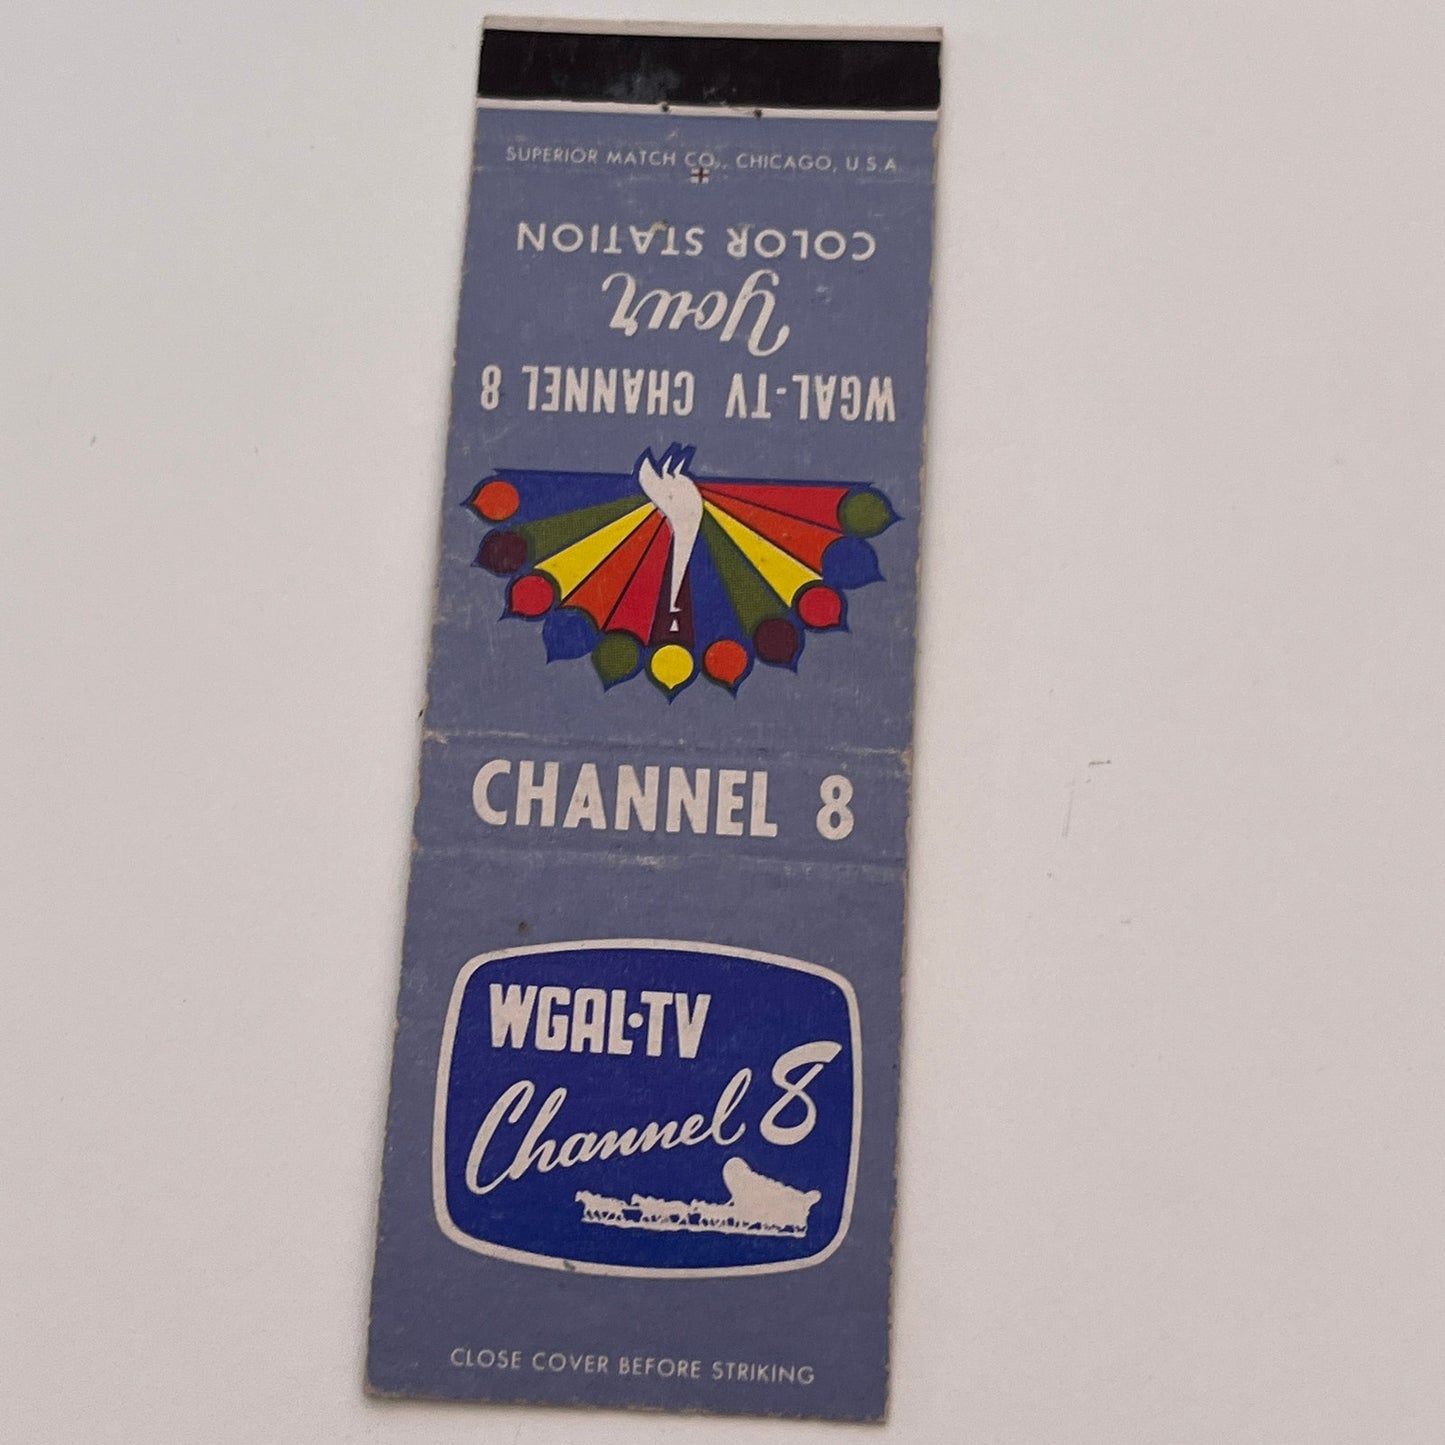 SUPERIOR MATCH CO., CHICAGO, U.S.A.
WGAL-TV CHANNEL 8
Your
COLOR STATION
CHANNEL 8
WGAL·TV
Channel 8
CLOSE COVER BEFORE STRIKING